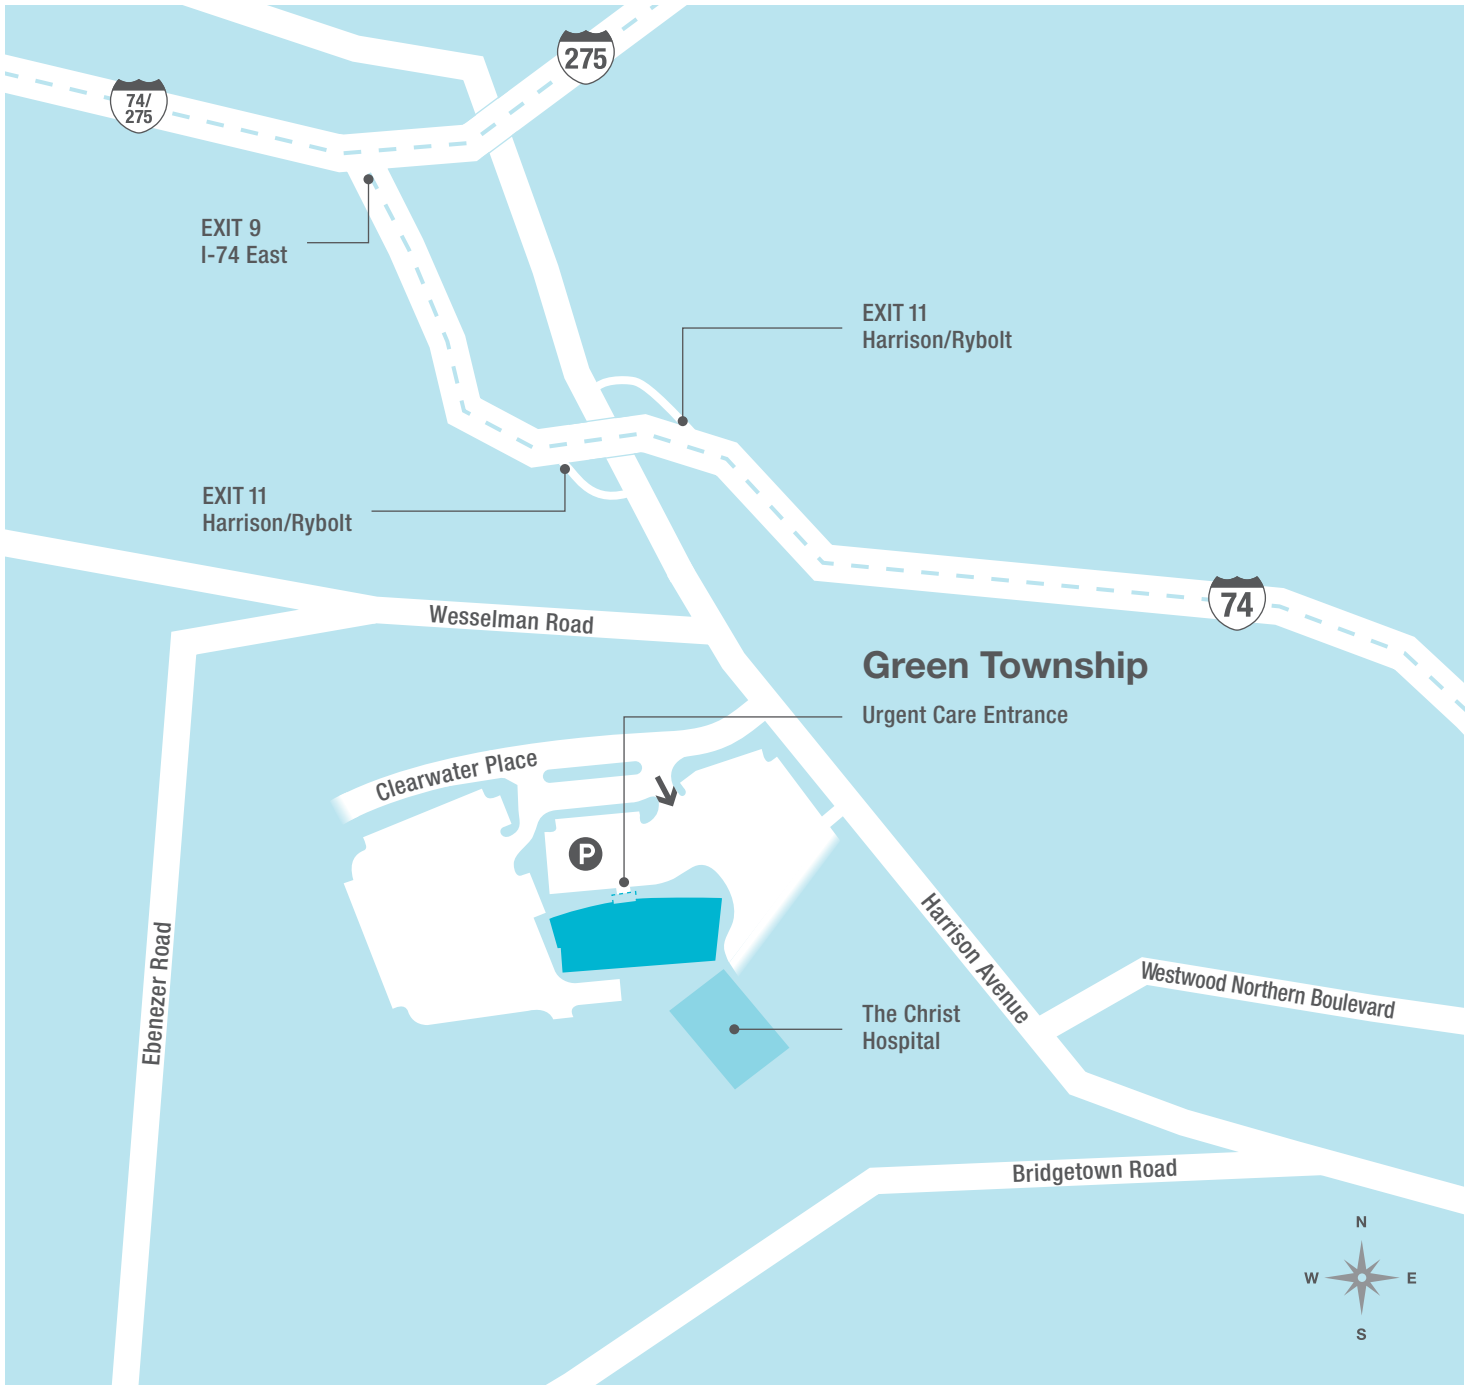 275
74/
275
EXIT 9
I-74 East
EXIT 11
Harrison/Rybolt
EXIT 11
Harrison/Rybolt
74
Wesselman Road
Green Township
Urgent Care Entrance
Clearwater Place
P
Harrison Avenue
Ebenezer Road
Westwood Northern Boulevard
The Christ
Hospital
Bridgetown Road
N
W
E
S